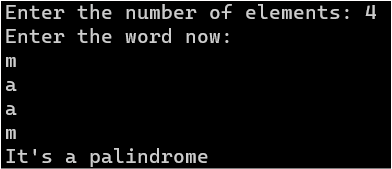 Enter the number of elements: 4
Enter the word now:
m
a
a
m
It's a palindrome